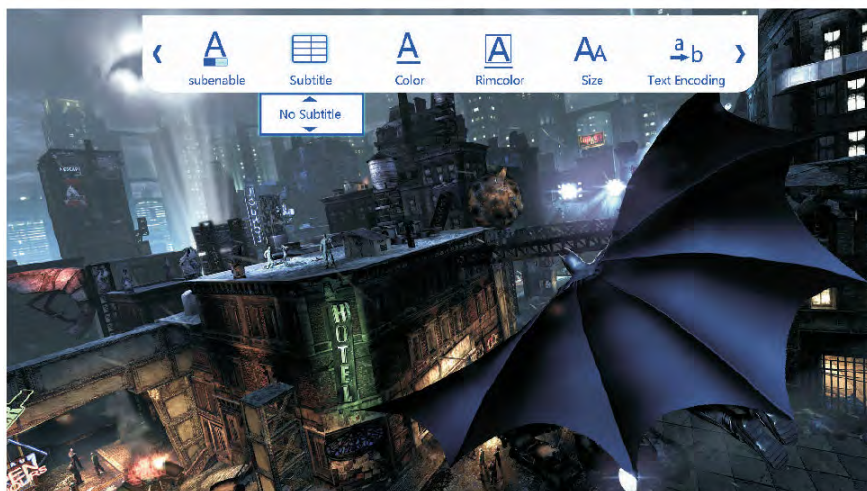 subenable
Subtitle
Color
Rimcolor
Size
Text Encoding
No Subtitle
HOTEL